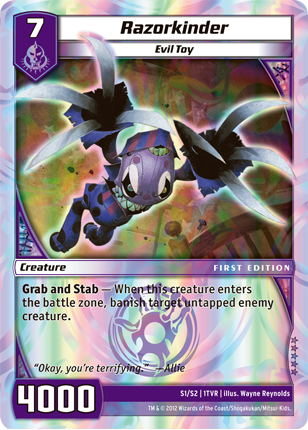 7
Razorkinder
Evil Toy
Creature
FIRST EDITION
Grab and Stab — When this creature enters
the battle zone, banish target untapped enemy
creature.
"Okay, you're terrifying." —Allie
4000
S1/S2 | 1TVR | illus. Wayne Reynolds
TM & © 2012 Wizards of the Coast/Shogakukan/Mitsui-Kids.